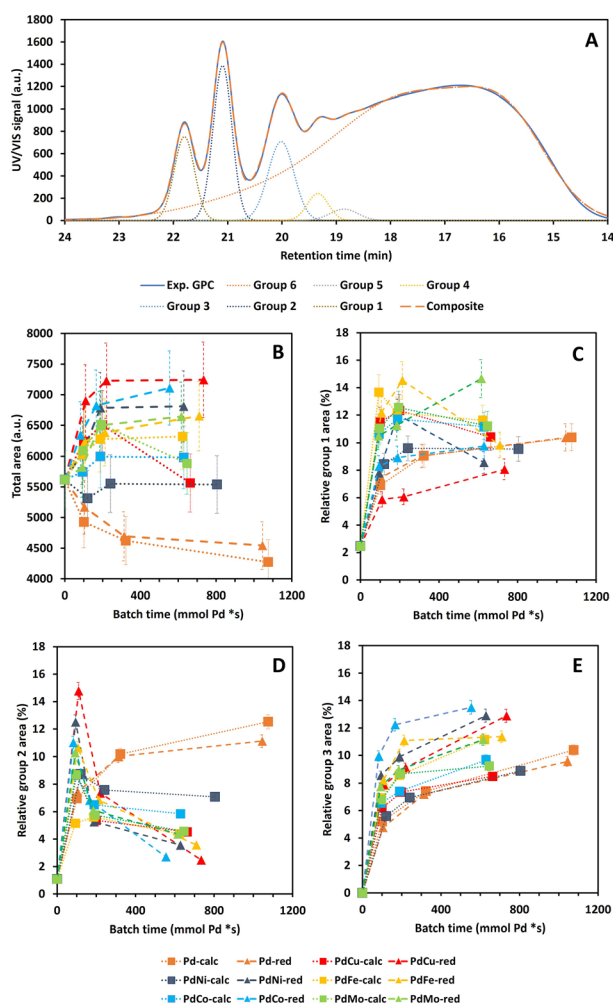 A
UV/VIS signal (a.u.)
1800
1600
1400
1200
1000
800
600
400
200
0
24 23 22 21 20 19 18 17 16 15 14
Retention time (min)
Exp. GPC Group 6 Group 5 Group 4
Group 3 Group 2 Group 1 Composite
B
Total area (a.u.)
8000
7500
7000
6500
6000
5500
5000
4500
4000
0 400 800 1200
Batch time (mmol Pd *s)
C
Relative group 1 area (%)
18
16
14
12
10
8
6
4
2
0
0 400 800 1200
Batch time (mmol Pd *s)
D
Relative group 2 area (%)
18
16
14
12
10
8
6
4
2
0
0 400 800 1200
Batch time (mmol Pd *s)
E
Relative group 3 area (%)
18
16
14
12
10
8
6
4
2
0
0 400 800 1200
Batch time (mmol Pd *s)
Pd-calc Pd-red PdCu-calc PdCu-red
PdNi-calc PdNi-red PdFe-calc PdFe-red
PdCo-calc PdCo-red PdMo-calc PdMo-red